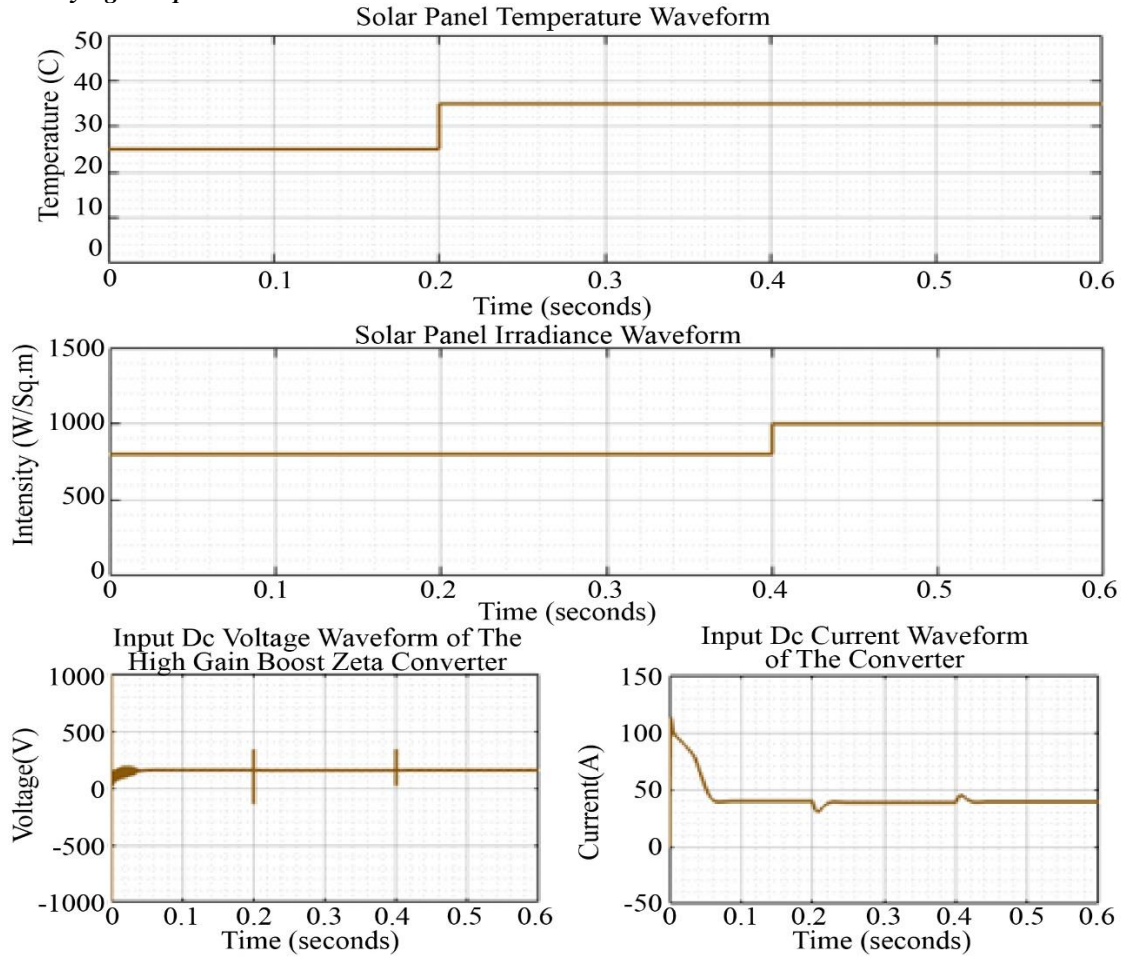 Solar Panel Temperature Waveform
Temperature (C)
50
40
30
20
10
0
0 0.1 0.2 0.3 0.4 0.5 0.6
Time (seconds)
Solar Panel Irradiance Waveform
Intensity (W/Sq.m)
1500
1000
500
0
0 0.1 0.2 0.3 0.4 0.5 0.6
Time (seconds)
Input Dc Voltage Waveform of The
High Gain Boost Zeta Converter
Voltage(V)
1000
500
0
-500
-1000
0 0.1 0.2 0.3 0.4 0.5 0.6
Time (seconds)
Input Dc Current Waveform
of The Converter
Current(A)
150
100
50
0
-50
0 0.1 0.2 0.3 0.4 0.5 0.6
Time (seconds)